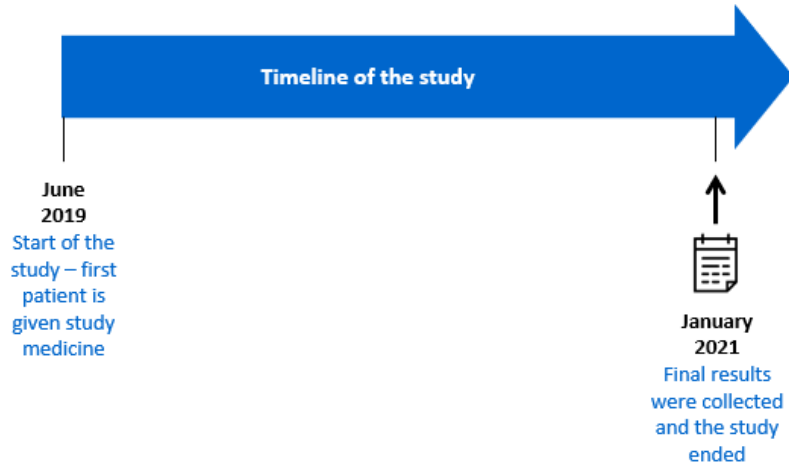 Timeline of the study
June
2019
Start of the
study – first
patient is
given study
medicine
January
2021
Final results
were collected
and the study
ended